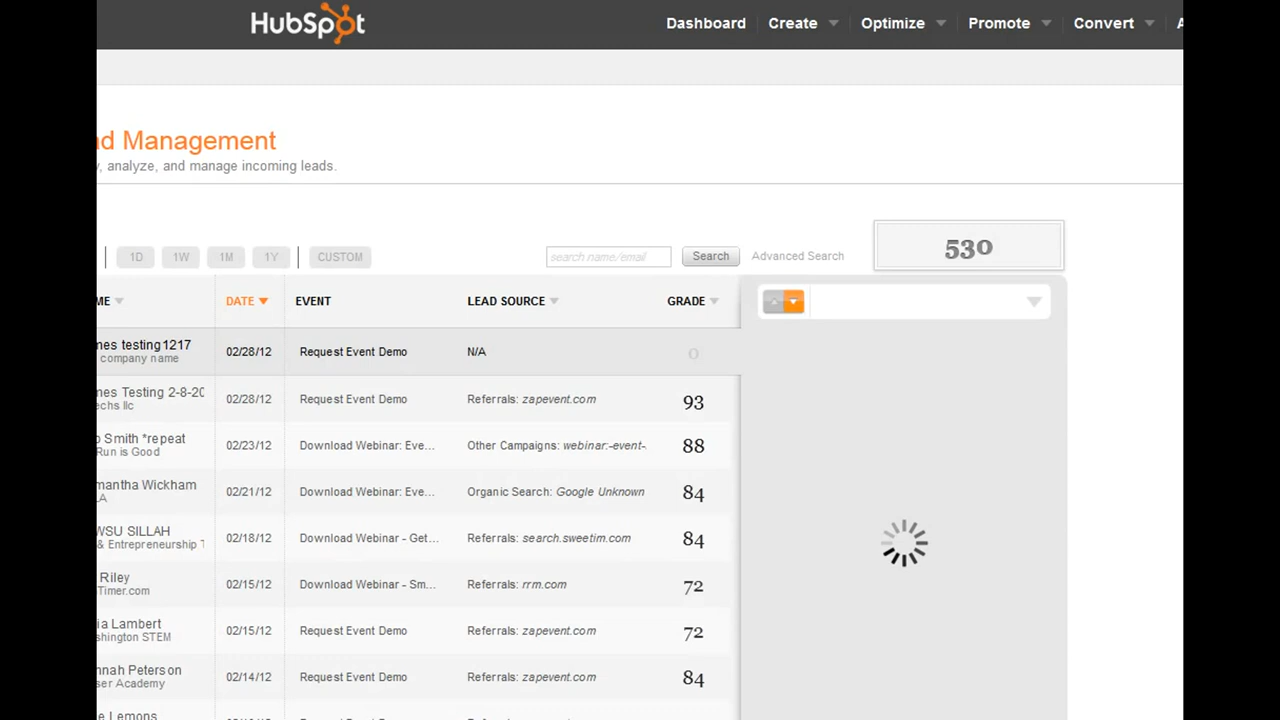 HubSpot
Dashboard Create Optimize Promote Convert A
d Management
y, analyze, and manage incoming leads.
1D 1W 1M 1Y CUSTOM search name/email Search Advanced Search 530
ME DATE EVENT LEAD SOURCE GRADE
mes testing1217 02/28/12 Request Event Demo N/A 0
company name
mes Testing 2-8-20 02/28/12 Request Event Demo Referrals: zapevent.com 93
echs llc
Smith *repeat 02/23/12 Download Webinar: Eve... Other Campaigns: webinar:-event- 88
Run is Good
mantha Wickham 02/21/12 Download Webinar: Eve... Organic Search: Google Unknown 84
LA
WSU SILLAH 02/18/12 Download Webinar - Get... Referrals: search.sweetim.com 84
& Entrepreneurship T
Riley 02/15/12 Download Webinar - Sm... Referrals: rrm.com 72
Timer.com
ia Lambert 02/15/12 Request Event Demo Referrals: zapevent.com 72
shington STEM
nnah Peterson 02/14/12 Request Event Demo Referrals: zapevent.com 84
ser Academy
e Lemons